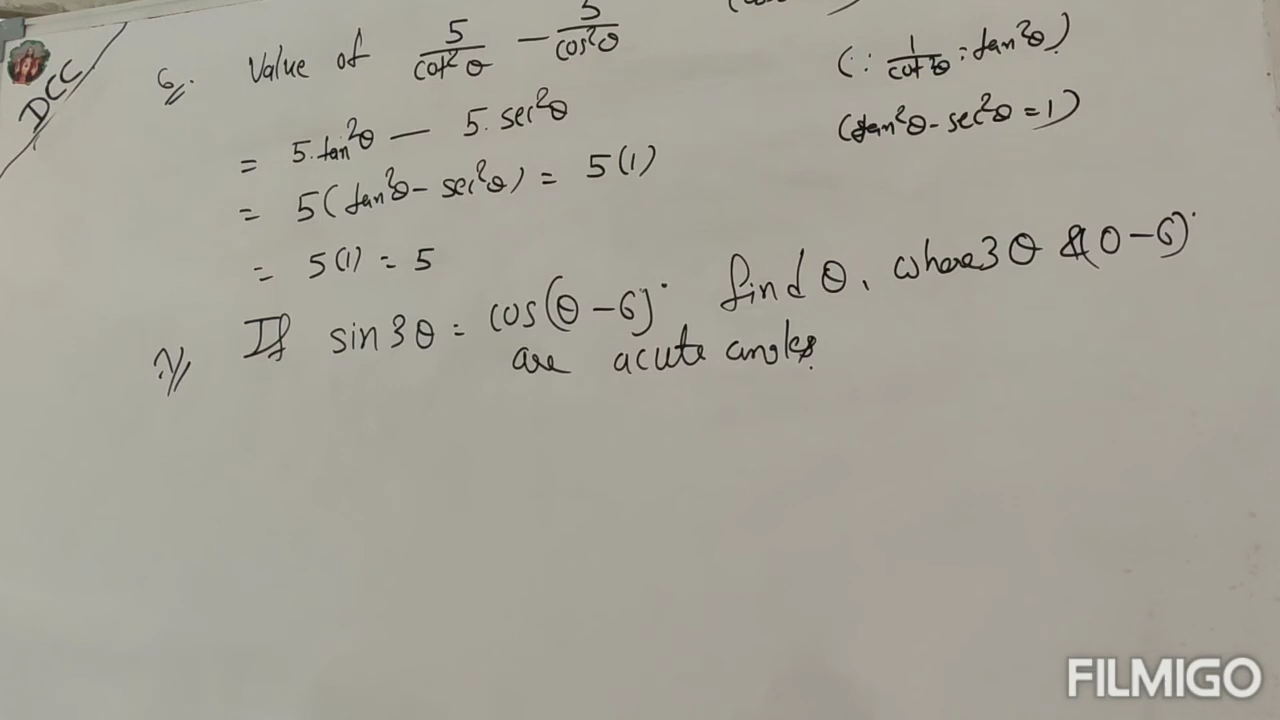 DCC
6. Value of 5/cot²θ − 5/cos²θ
(∵ 1/cot²θ = tan²θ)
= 5.tan²θ − 5.sec²θ
(tan²θ - sec²θ = 1)
= 5(tan²θ - sec²θ) = 5(1)
= 5(1) = 5
7. If sin3θ = cos(θ-6)° find θ, where 3θ & (θ-6)°
are acute angles
FILMIGO